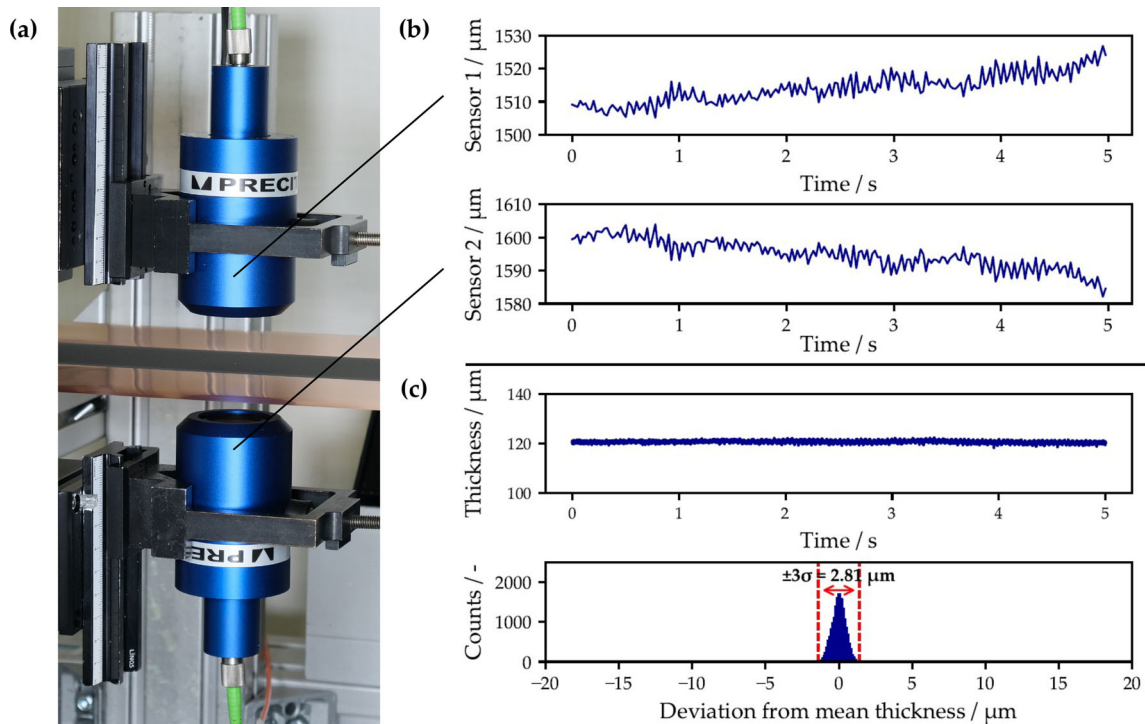 (a)
PRECI
PRE
LINOS
(b)
1530
1520
1510
1500
Sensor 1 / µm
0 1 2 3 4 5
Time / s
1610
1600
1590
1580
Sensor 2 / µm
0 1 2 3 4 5
Time / s
(c)
140
120
100
Thickness / µm
0 1 2 3 4 5
Time / s
2000
1000
0
Counts / -
±3σ = 2.81 µm
−20 −15 −10 −5 0 5 10 15 20
Deviation from mean thickness / µm